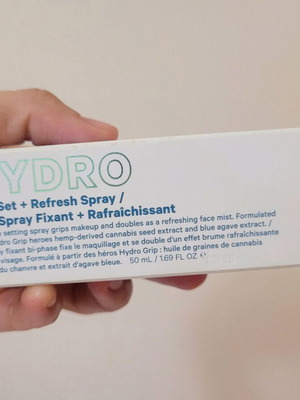 YDRO
Set + Refresh Spray /
Spray Fixant + Rafraîchissant
setting spray grips makeup and doubles as a refreshing face mist. Formulated
dro Grip heroes hemp-derived cannabis seed extract and blue agave extract. /
y fixant bi-phase fixe le maquillage et se double d'un effet brume rafraîchissante
visage. Formulé à partir des héros Hydro Grip : huile de graines de cannabis
du chanvre et extrait d'agave bleue. 50 mL / 1.69 FL OZ e